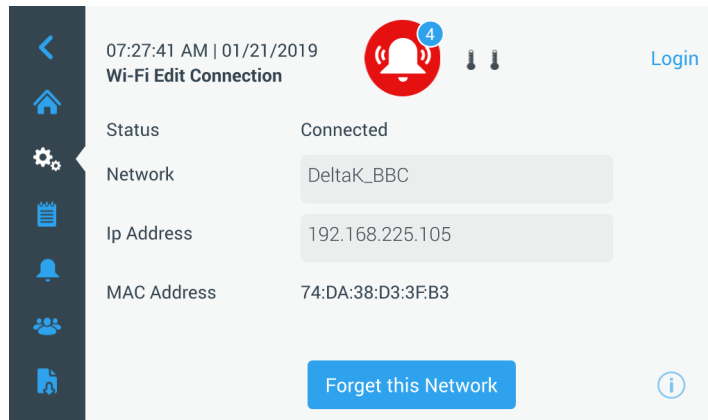 07:27:41 AM | 01/21/2019
4
Login
Wi-Fi Edit Connection
Status Connected
Network DeltaK_BBC
Ip Address 192.168.225.105
MAC Address 74:DA:38:D3:3F:B3
Forget this Network
i